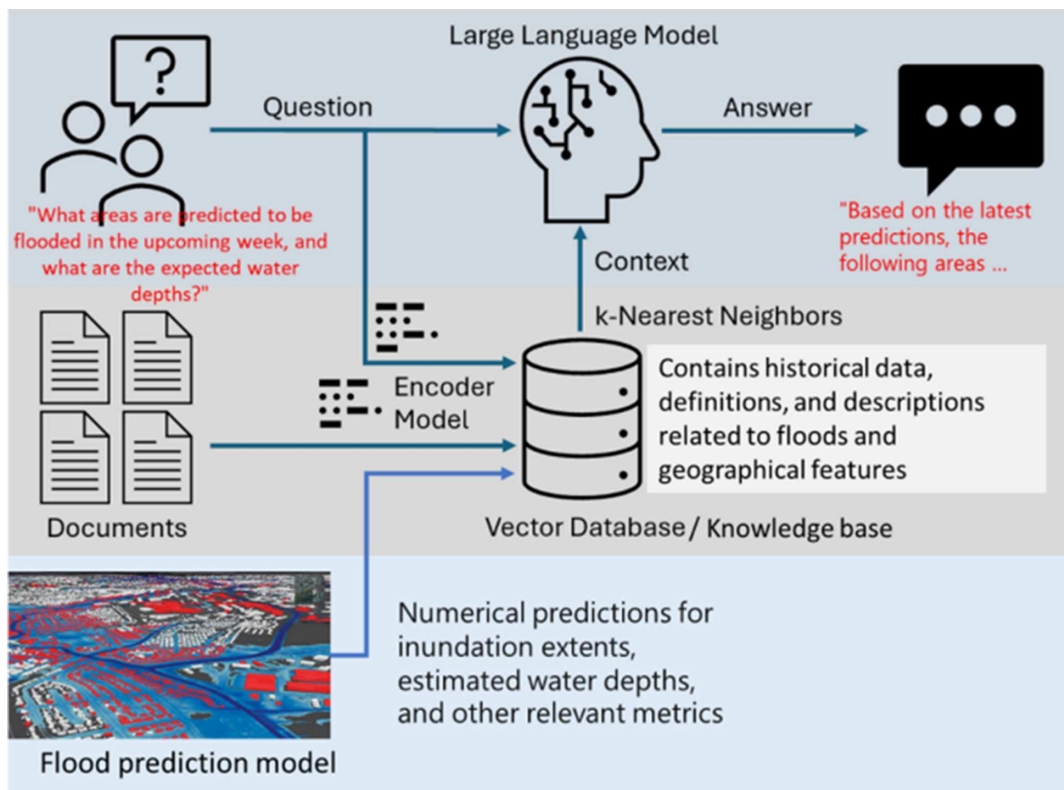 Large Language Model
Question
Answer
"What areas are predicted to be
flooded in the upcoming week, and
what are the expected water
depths?"
"Based on the latest
predictions, the
following areas ...
Context
k-Nearest Neighbors
Encoder
Model
Contains historical data,
definitions, and descriptions
related to floods and
geographical features
Documents
Vector Database / Knowledge base
Numerical predictions for
inundation extents,
estimated water depths,
and other relevant metrics
Flood prediction model